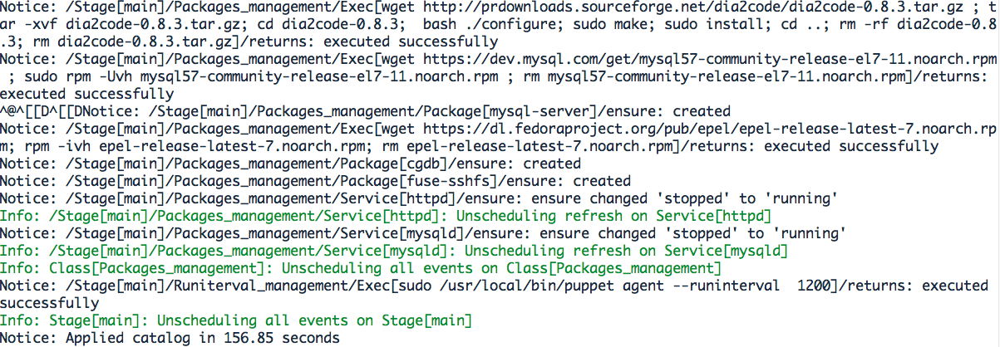 Notice: /Stage[main]/Packages_management/Exec[wget http://prdownloads.sourceforge.net/dia2code/dia2code-0.8.3.tar.gz ; t
ar -xvf dia2code-0.8.3.tar.gz; cd dia2code-0.8.3;  bash ./configure; sudo make; sudo install; cd ..; rm -rf dia2code-0.8
.3; rm dia2code-0.8.3.tar.gz]/returns: executed successfully
Notice: /Stage[main]/Packages_management/Exec[wget https://dev.mysql.com/get/mysql57-community-release-el7-11.noarch.rpm
 ; sudo rpm -Uvh mysql57-community-release-el7-11.noarch.rpm ; rm mysql57-community-release-el7-11.noarch.rpm]/returns:
executed successfully
^@^[[D^[[DNotice: /Stage[main]/Packages_management/Package[mysql-server]/ensure: created
Notice: /Stage[main]/Packages_management/Exec[wget https://dl.fedoraproject.org/pub/epel/epel-release-latest-7.noarch.rp
m; rpm -ivh epel-release-latest-7.noarch.rpm; rm epel-release-latest-7.noarch.rpm]/returns: executed successfully
Notice: /Stage[main]/Packages_management/Package[cgdb]/ensure: created
Notice: /Stage[main]/Packages_management/Package[fuse-sshfs]/ensure: created
Notice: /Stage[main]/Packages_management/Service[httpd]/ensure: ensure changed 'stopped' to 'running'
Info: /Stage[main]/Packages_management/Service[httpd]: Unscheduling refresh on Service[httpd]
Notice: /Stage[main]/Packages_management/Service[mysqld]/ensure: ensure changed 'stopped' to 'running'
Info: /Stage[main]/Packages_management/Service[mysqld]: Unscheduling refresh on Service[mysqld]
Info: Class[Packages_management]: Unscheduling all events on Class[Packages_management]
Notice: /Stage[main]/Runiterval_management/Exec[sudo /usr/local/bin/puppet agent --runinterval  1200]/returns: executed
successfully
Info: Stage[main]: Unscheduling all events on Stage[main]
Notice: Applied catalog in 156.85 seconds